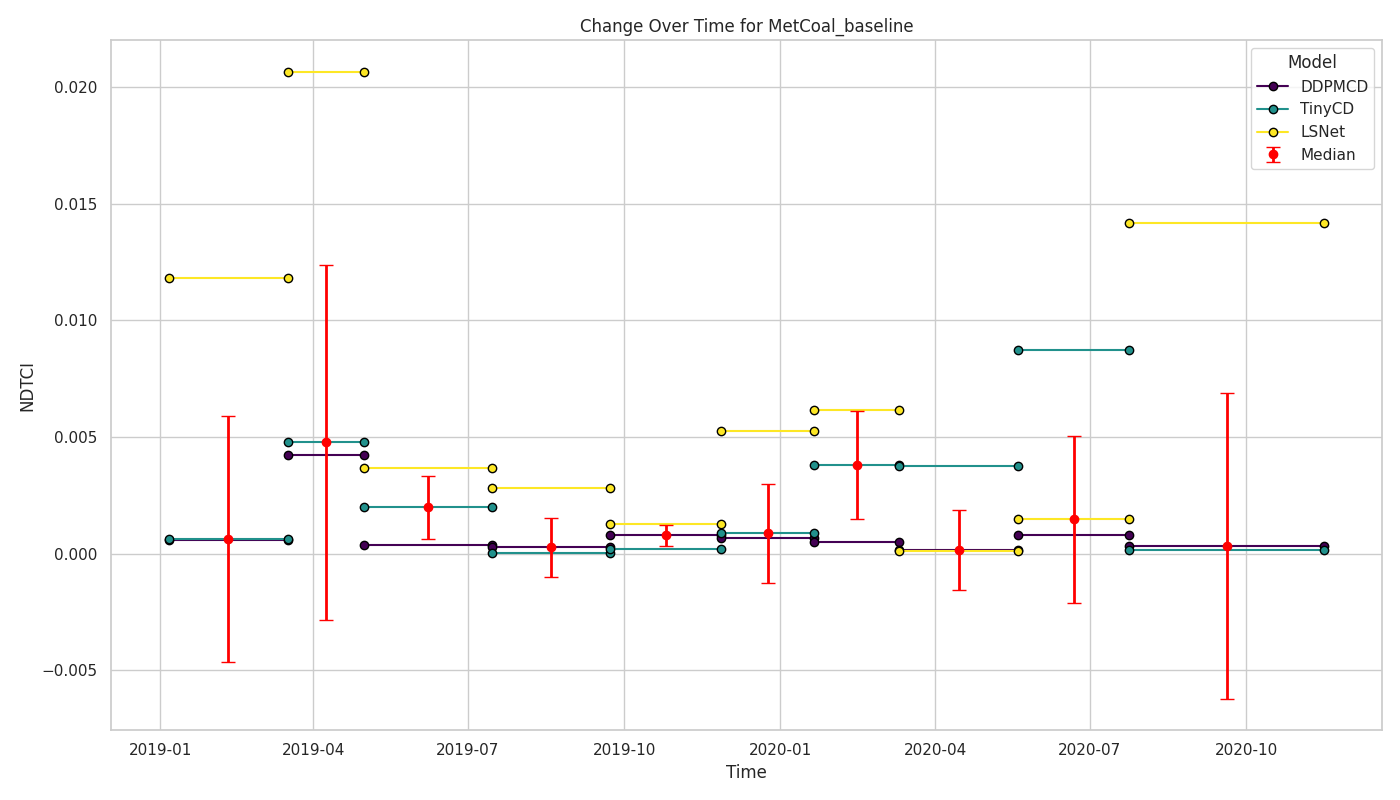 Change Over Time for MetCoal_baseline
Model
DDPMCD
TinyCD
LSNet
Median
NDTCI
0.020
0.015
0.010
0.005
0.000
−0.005
2019-01 2019-04 2019-07 2019-10 2020-01 2020-04 2020-07 2020-10
Time